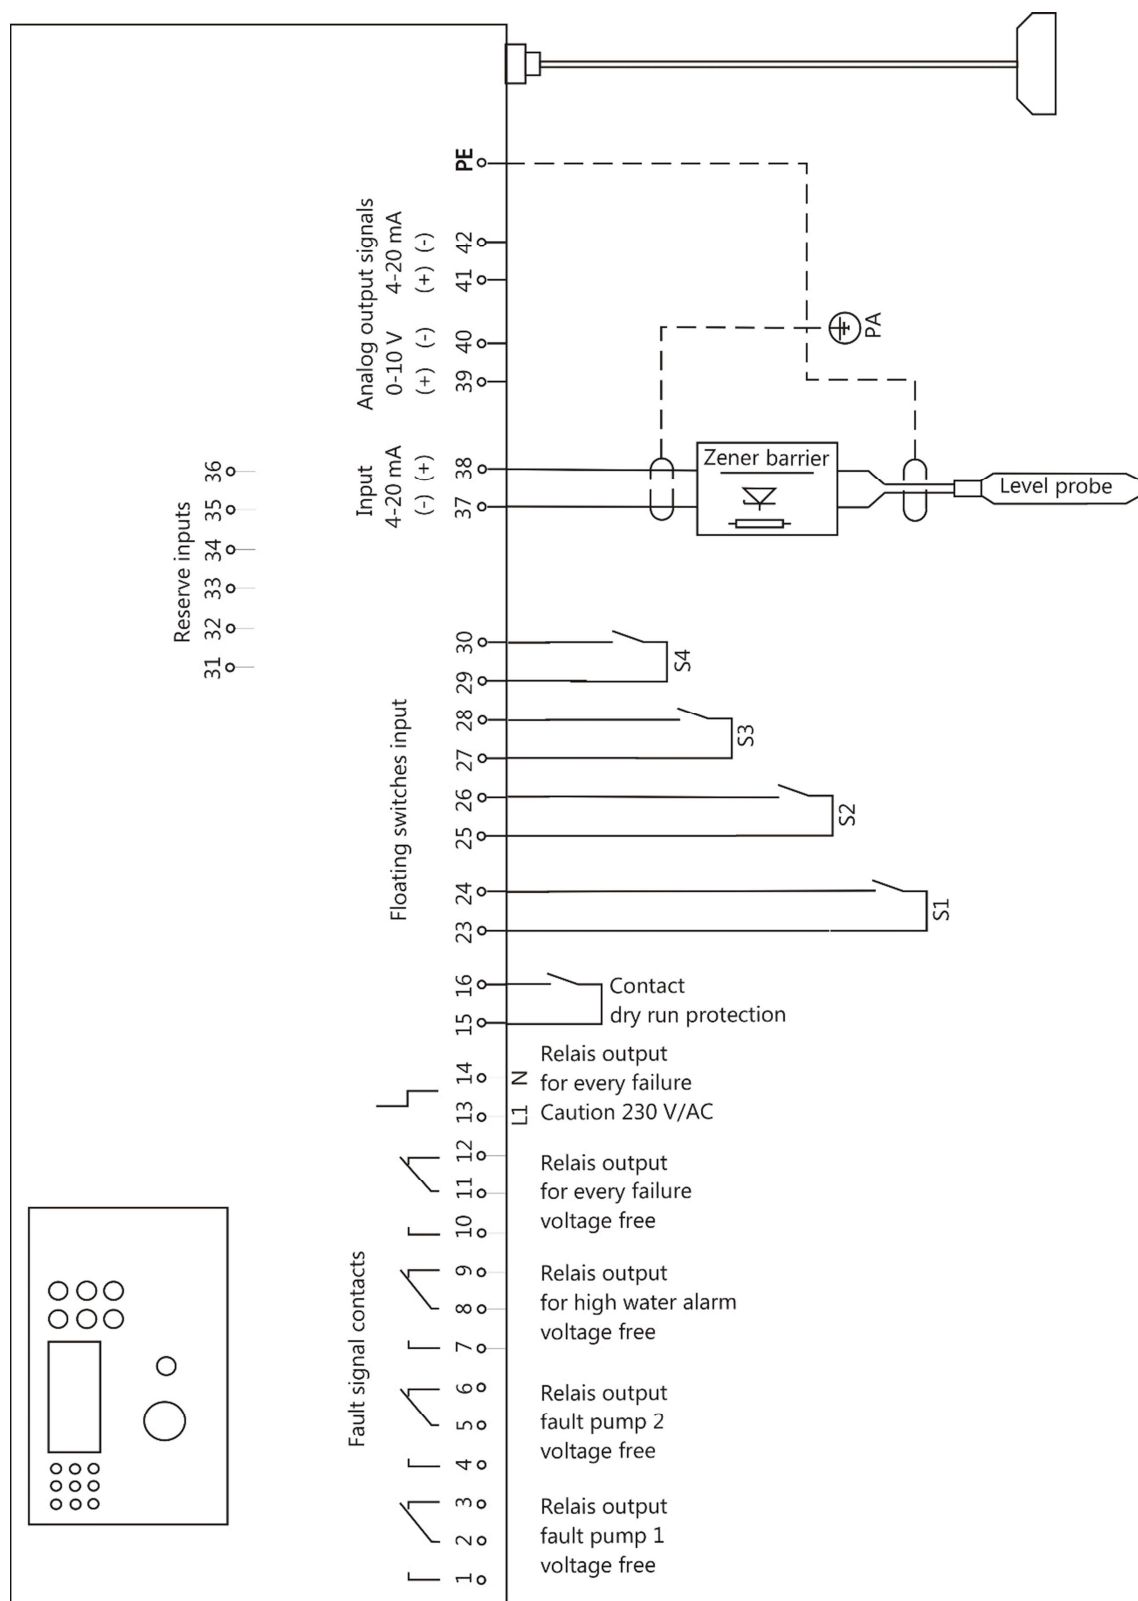 PE
Analog output signals
4-20 mA
(+) (-)
42
41
0-10 V
(+) (-)
40
39
PA
Input
4-20 mA
(-) (+)
38
37
Zener barrier
Level probe
Reserve inputs
36
35
34
33
32
31
Floating switches input
30
29
S4
28
27
S3
26
25
S2
24
23
S1
16
15
Contact
dry run protection
14
13
N
L1
Relais output
for every failure
Caution 230 V/AC
Fault signal contacts
12
11
10
Relais output
for every failure
voltage free
9
8
7
Relais output
for high water alarm
voltage free
6
5
4
Relais output
fault pump 2
voltage free
3
2
1
Relais output
fault pump 1
voltage free